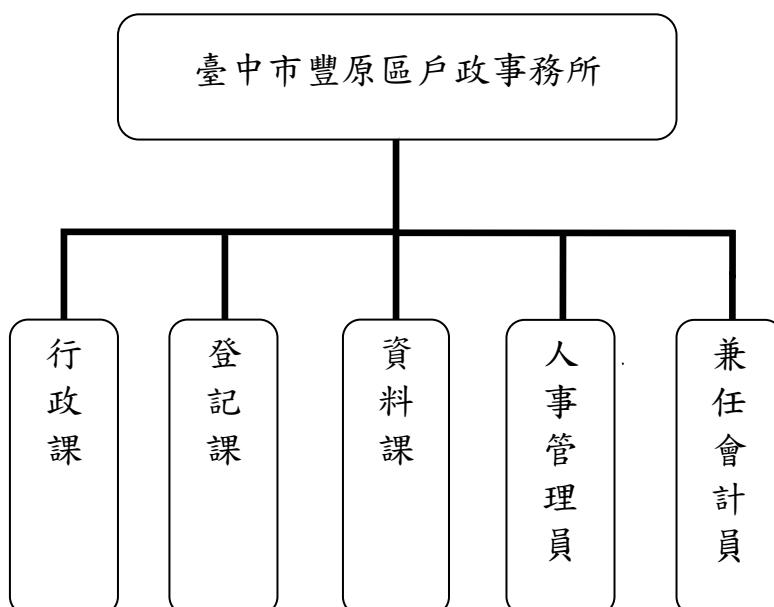 臺中市豐原區戶政事務所
行政課
登記課
資料課
人事管理員
兼任會計員